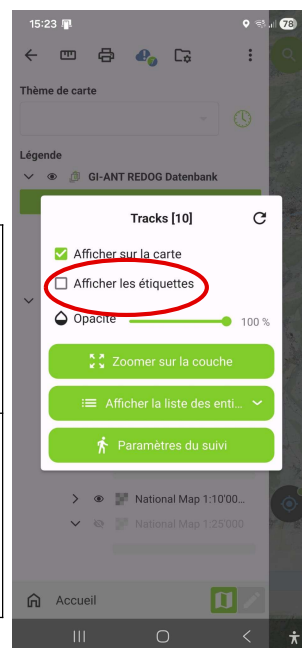 15:23
78
Thème de carte
Légende
GI-ANT REDOG Datenbank
Tracks [10]
Afficher sur la carte
Afficher les étiquettes
Opacité
100 %
Zoomer sur la couche
Afficher la liste des enti...
Paramètres du suivi
National Map 1:10'00...
National Map 1:25'000
Accueil